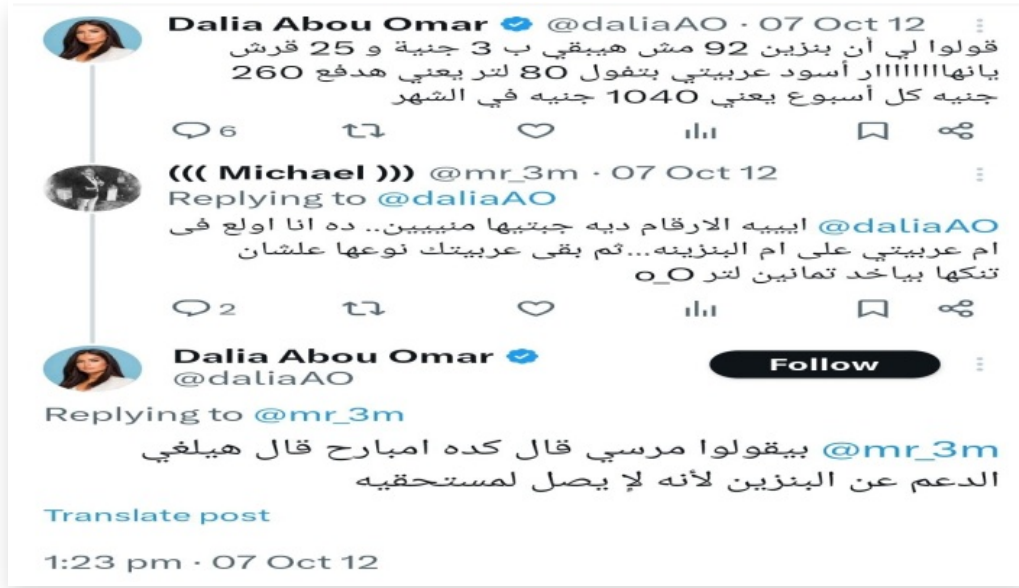 Dalia Abou Omar @daliaAO · 07 Oct 12
قولوا لي أن بنزين 92 مش هيبقي ب 3 جنية و 25 قرش
يانهااااااااار أسود عربيتي بتفول 80 لتر يعني هدفع 260
جنيه كل أسبوع يعني 1040 جنيه في الشهر
6
((( Michael ))) @mr_3m · 07 Oct 12
Replying to @daliaAO
@daliaAO اييييه الارقام ديه جبتيها منييين.. ده انا اولع فى
ام عربيتي على ام البنزينه...ثم بقى عربيتك نوعها علشان
تنكها بياخد تمانين لتر o_O
2
Dalia Abou Omar
@daliaAO
Follow
Replying to @mr_3m
@mr_3m بيقولوا مرسي قال كده امبارح قال هيلغي
الدعم عن البنزين لأنه لا يصل لمستحقيه
Translate post
1:23 pm · 07 Oct 12